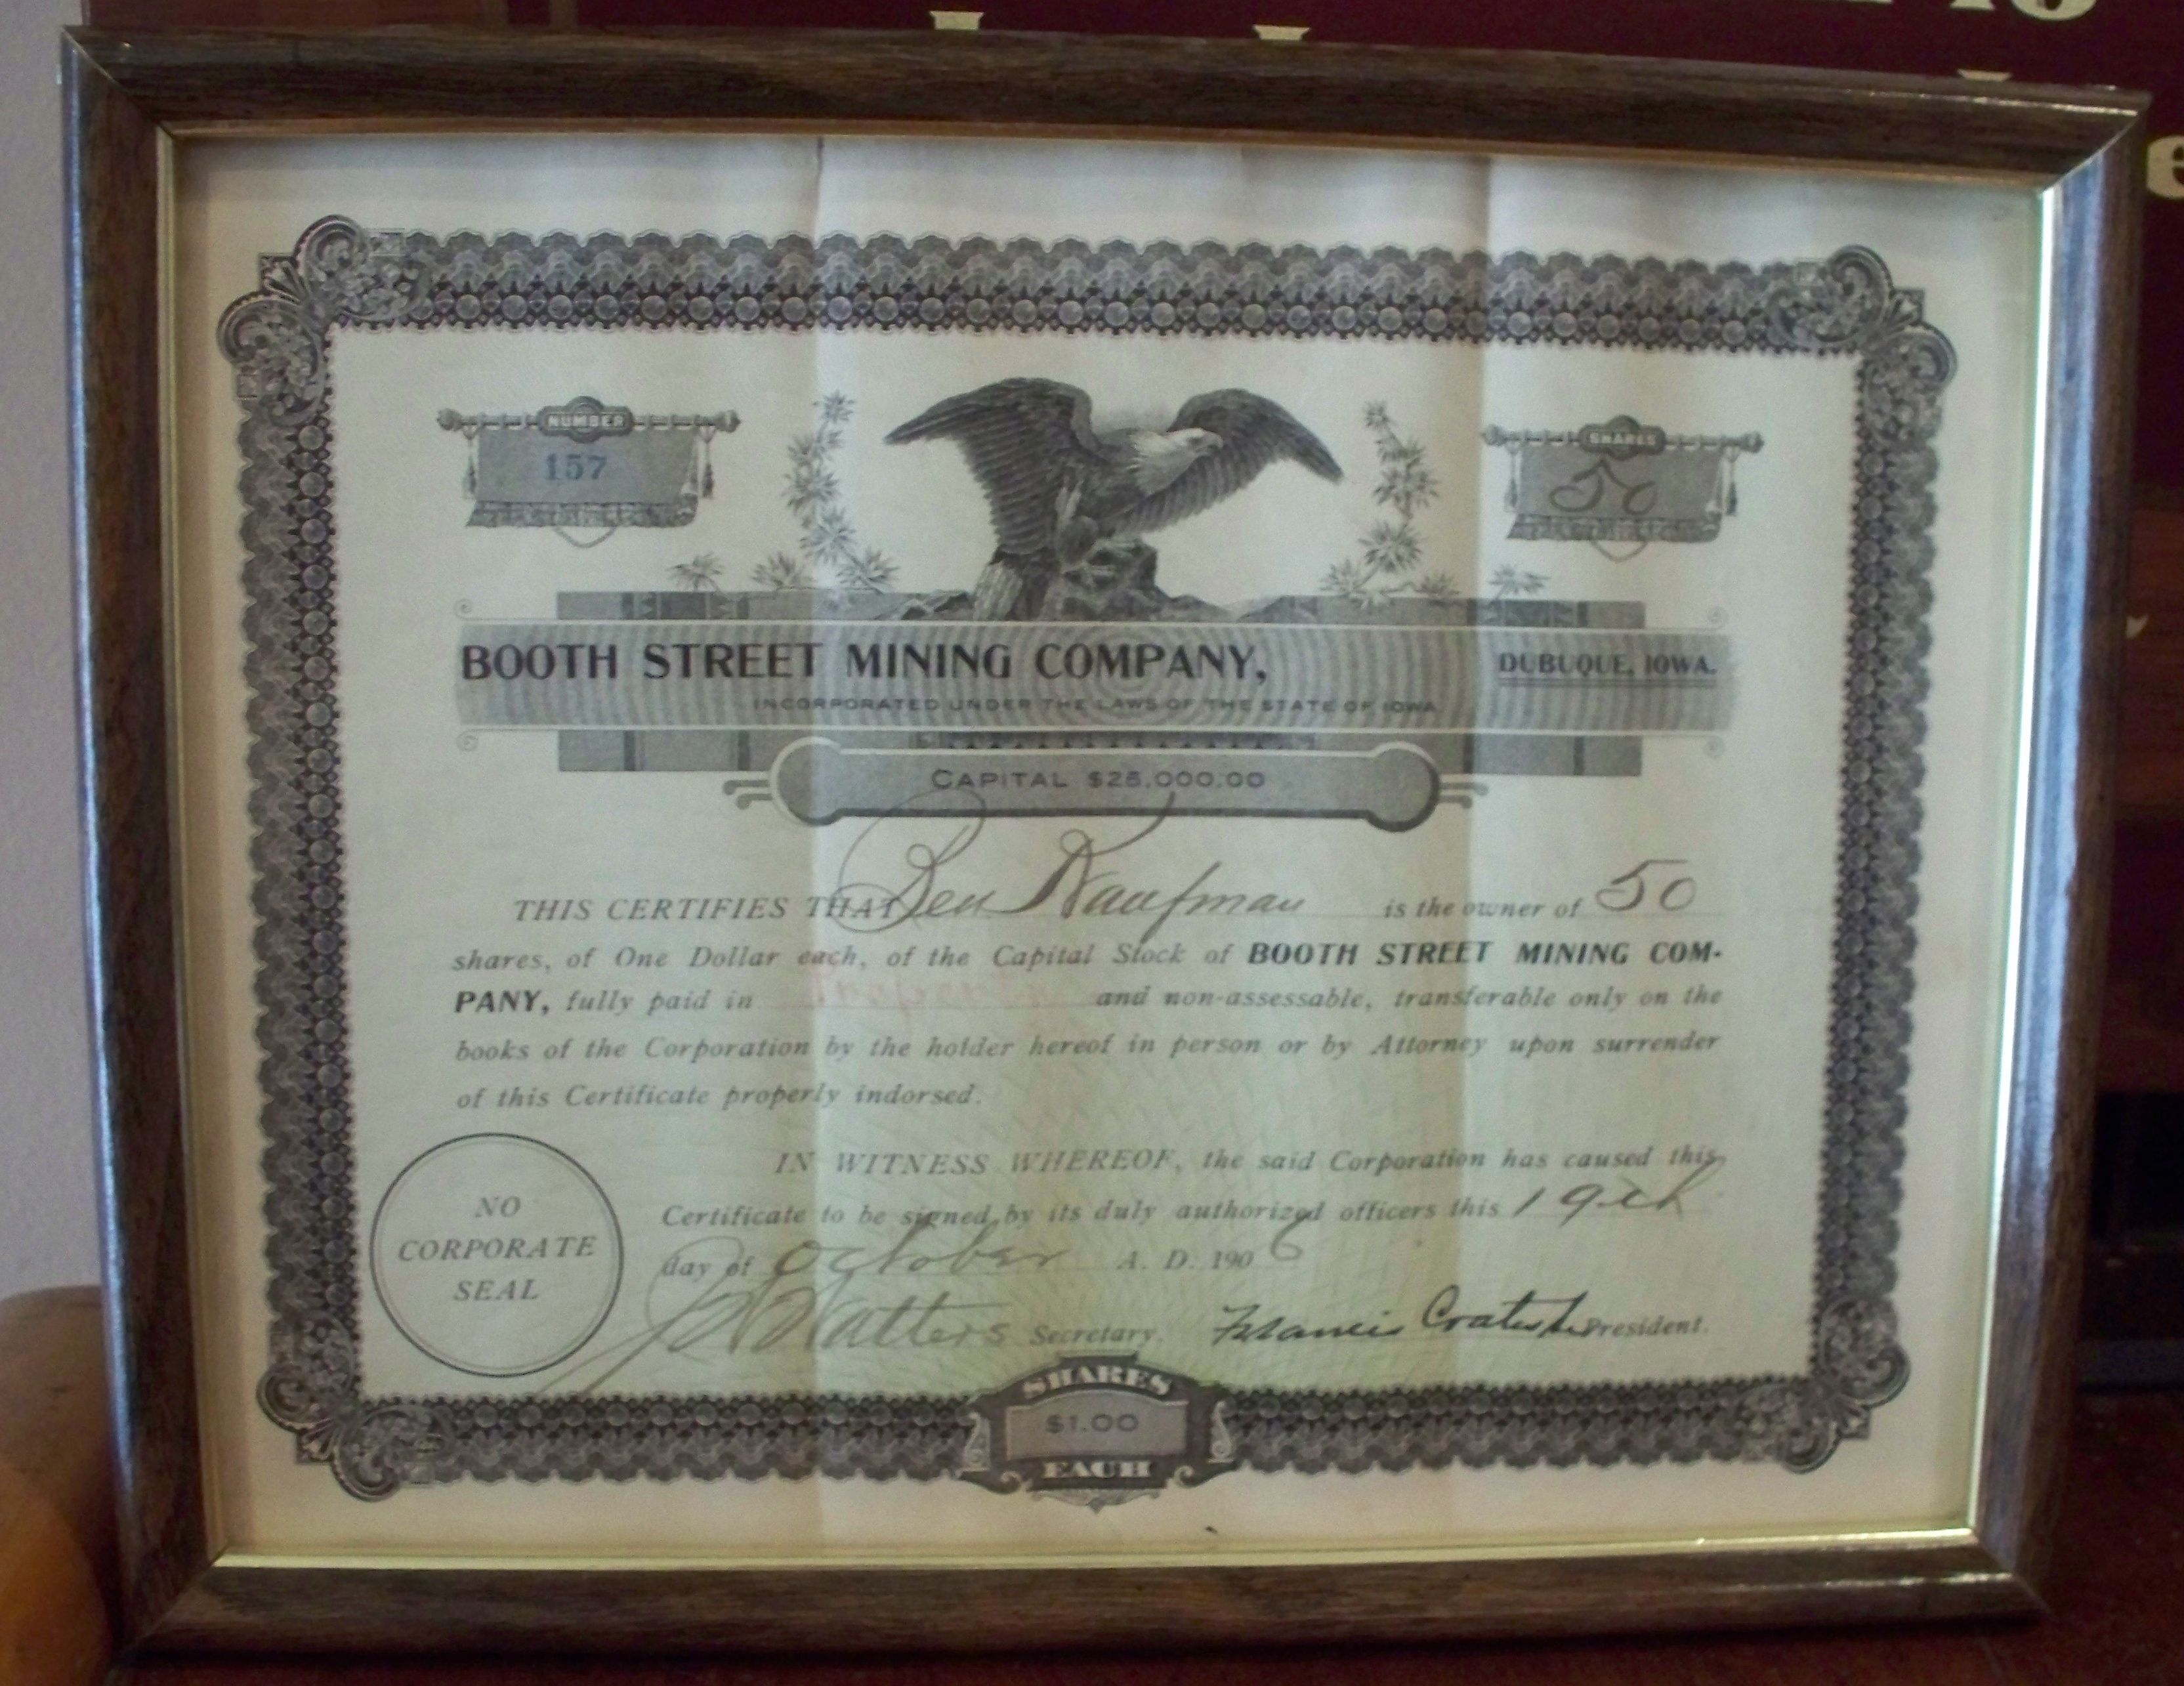 NUMBER
157
SHARES
50
BOOTH STREET MINING COMPANY,
DUBUQUE, IOWA.
INCORPORATED UNDER THE LAWS OF THE STATE OF IOWA
CAPITAL $25,000.00
THIS CERTIFIES THAT Ben Kaufman is the owner of 50
shares, of One Dollar each, of the Capital Stock of BOOTH STREET MINING COM-
PANY, fully paid in and non-assessable, transferable only on the
books of the Corporation by the holder hereof in person or by Attorney upon surrender
of this Certificate properly indorsed.
IN WITNESS WHEREOF, the said Corporation has caused this
Certificate to be signed by its duly authorized officers this 19th
day of October A. D. 1906
Watters Secretary. Francis President.
NO
CORPORATE
SEAL
SHARES
$1.00
EACH